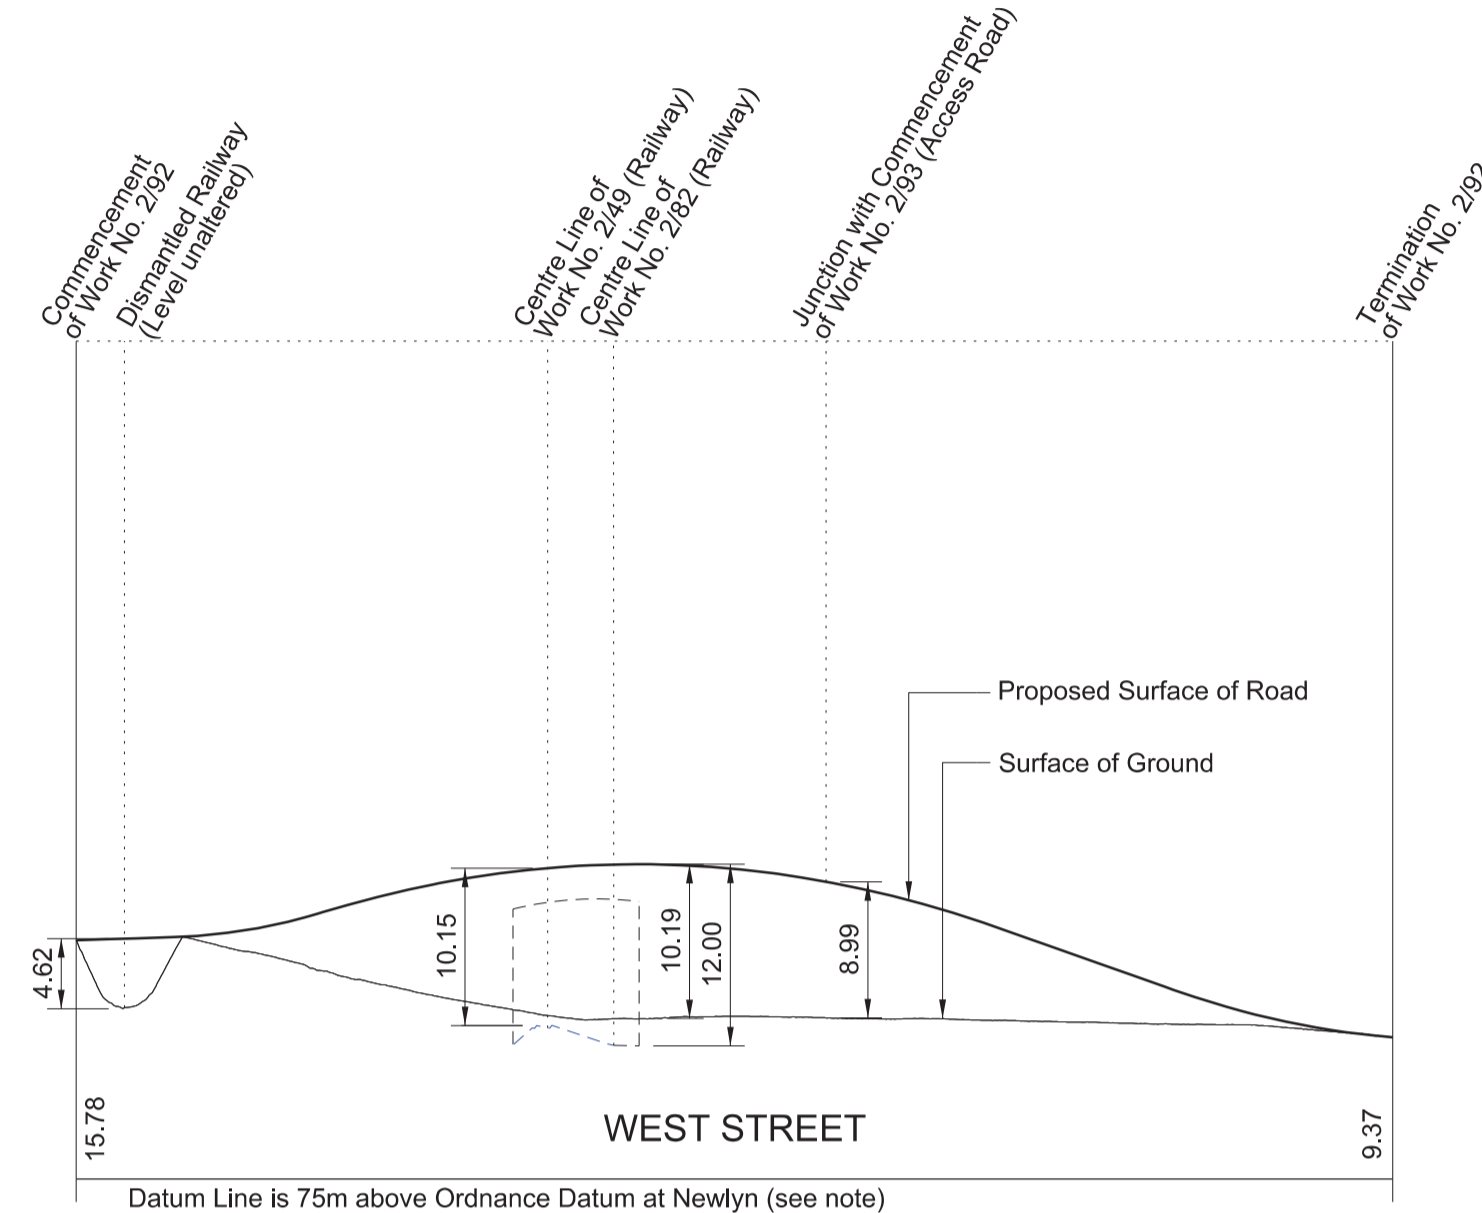 Commencement
of Work No. 2/92
Dismantled Railway
(Level unaltered)
Centre Line of
Work No. 2/49 (Railway)
Centre Line of
Work No. 2/82 (Railway)
Junction with Commencement
of Work No. 2/93 (Access Road)
Termination
of Work No. 2/92
Proposed Surface of Road
Surface of Ground
4.62
10.15
10.19
12.00
8.99
15.78
WEST STREET
9.37
Datum Line is 75m above Ordnance Datum at Newlyn (see note)